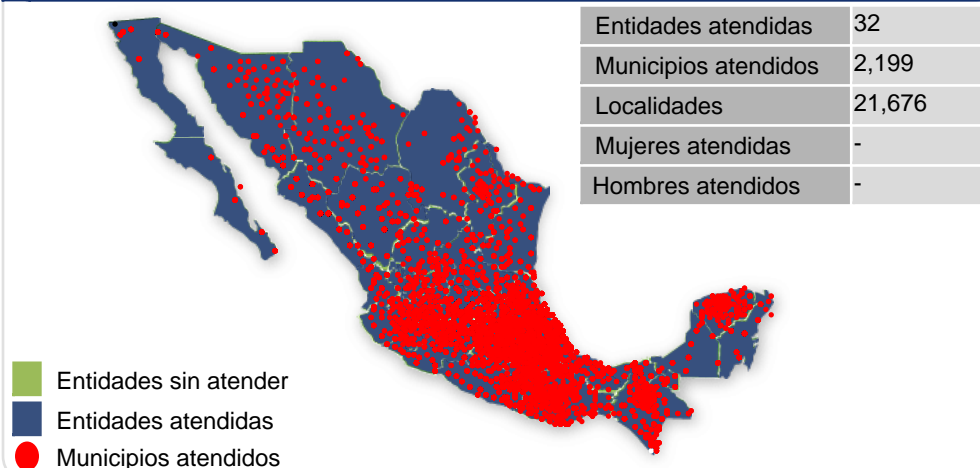 Entidades atendidas 32
Municipios atendidos 2,199
Localidades 21,676
Mujeres atendidas -
Hombres atendidos -
Entidades sin atender
Entidades atendidas
Municipios atendidos